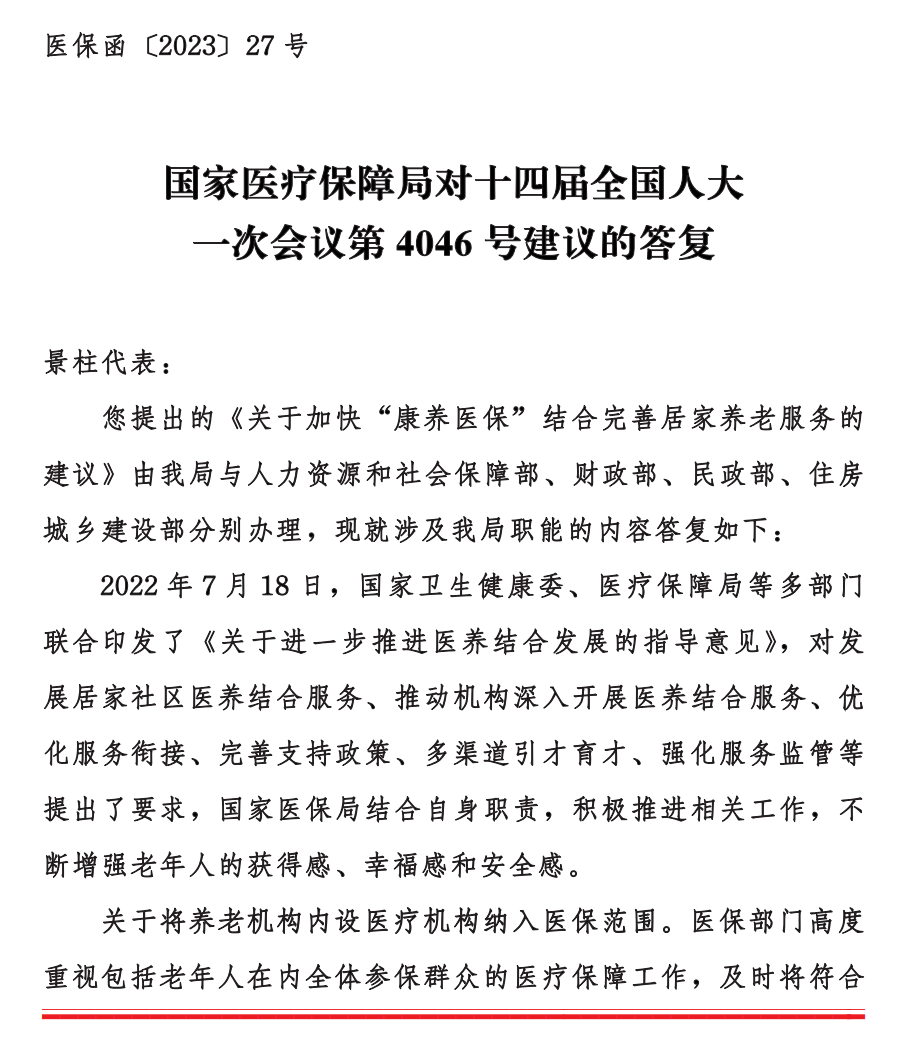 医保函〔2023〕27 号
国家医疗保障局对十四届全国人大
一次会议第 4046 号建议的答复
景柱代表：
您提出的《关于加快“康养医保”结合完善居家养老服务的
建议》由我局与人力资源和社会保障部、财政部、民政部、住房
城乡建设部分别办理，现就涉及我局职能的内容答复如下：
2022 年 7 月 18 日，国家卫生健康委、医疗保障局等多部门
联合印发了《关于进一步推进医养结合发展的指导意见》，对发
展居家社区医养结合服务、推动机构深入开展医养结合服务、优
化服务衔接、完善支持政策、多渠道引才育才、强化服务监管等
提出了要求，国家医保局结合自身职责，积极推进相关工作，不
断增强老年人的获得感、幸福感和安全感。
关于将养老机构内设医疗机构纳入医保范围。医保部门高度
重视包括老年人在内全体参保群众的医疗保障工作，及时将符合